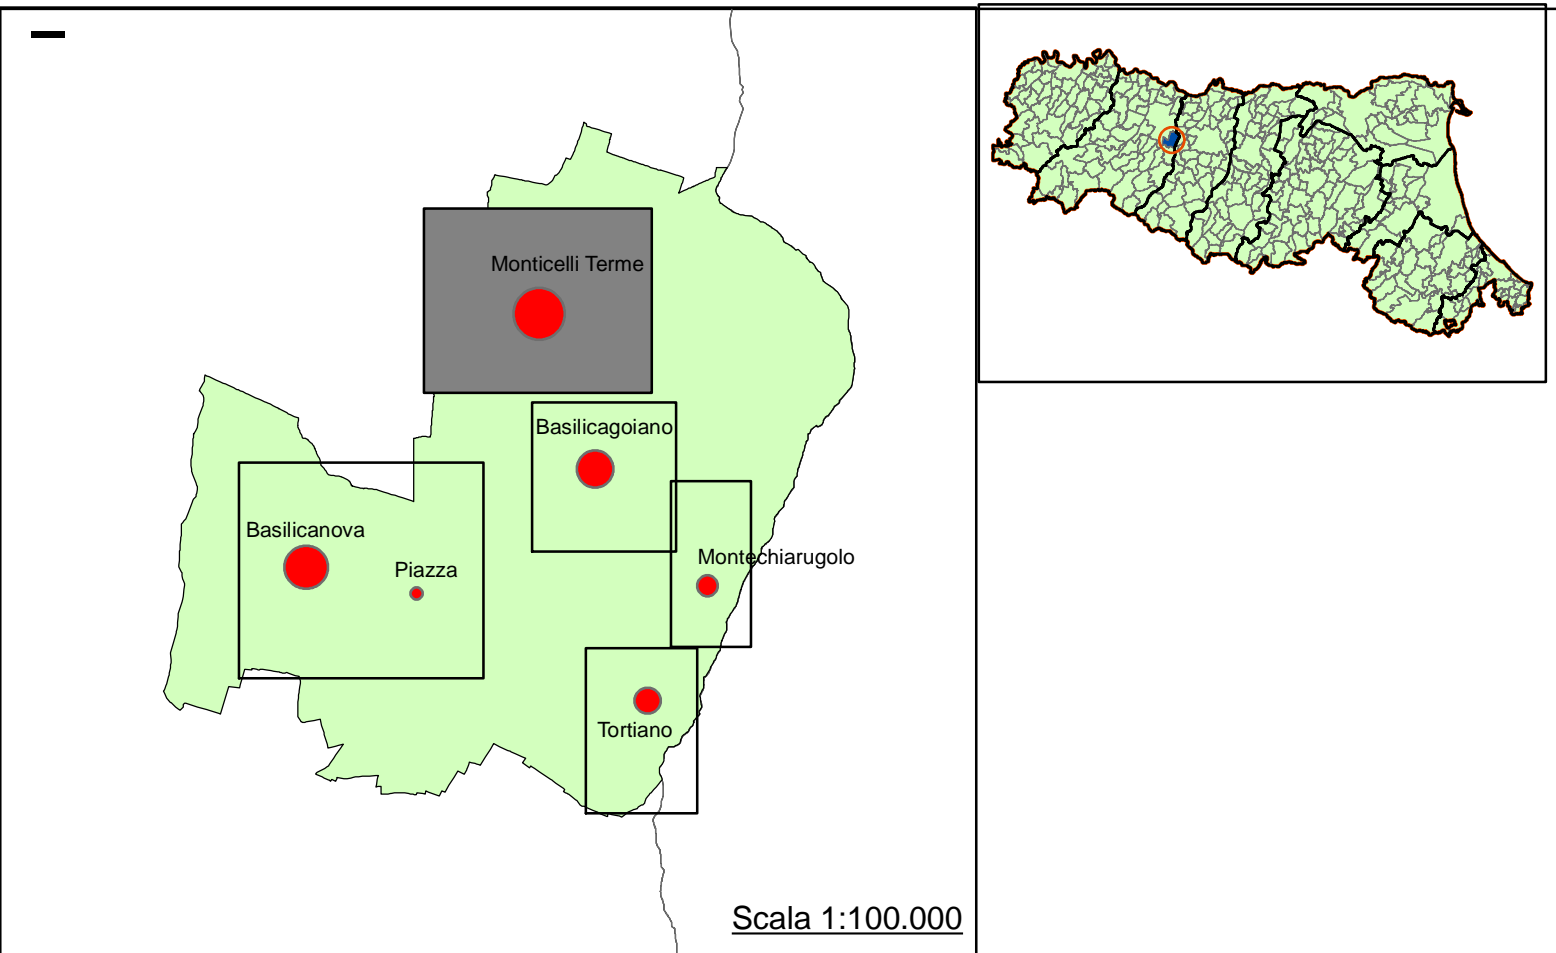 Monticelli Terme
Basilicagoiano
Basilicanova
Montechiarugolo
Piazza
Tortiano
Scala 1:100.000